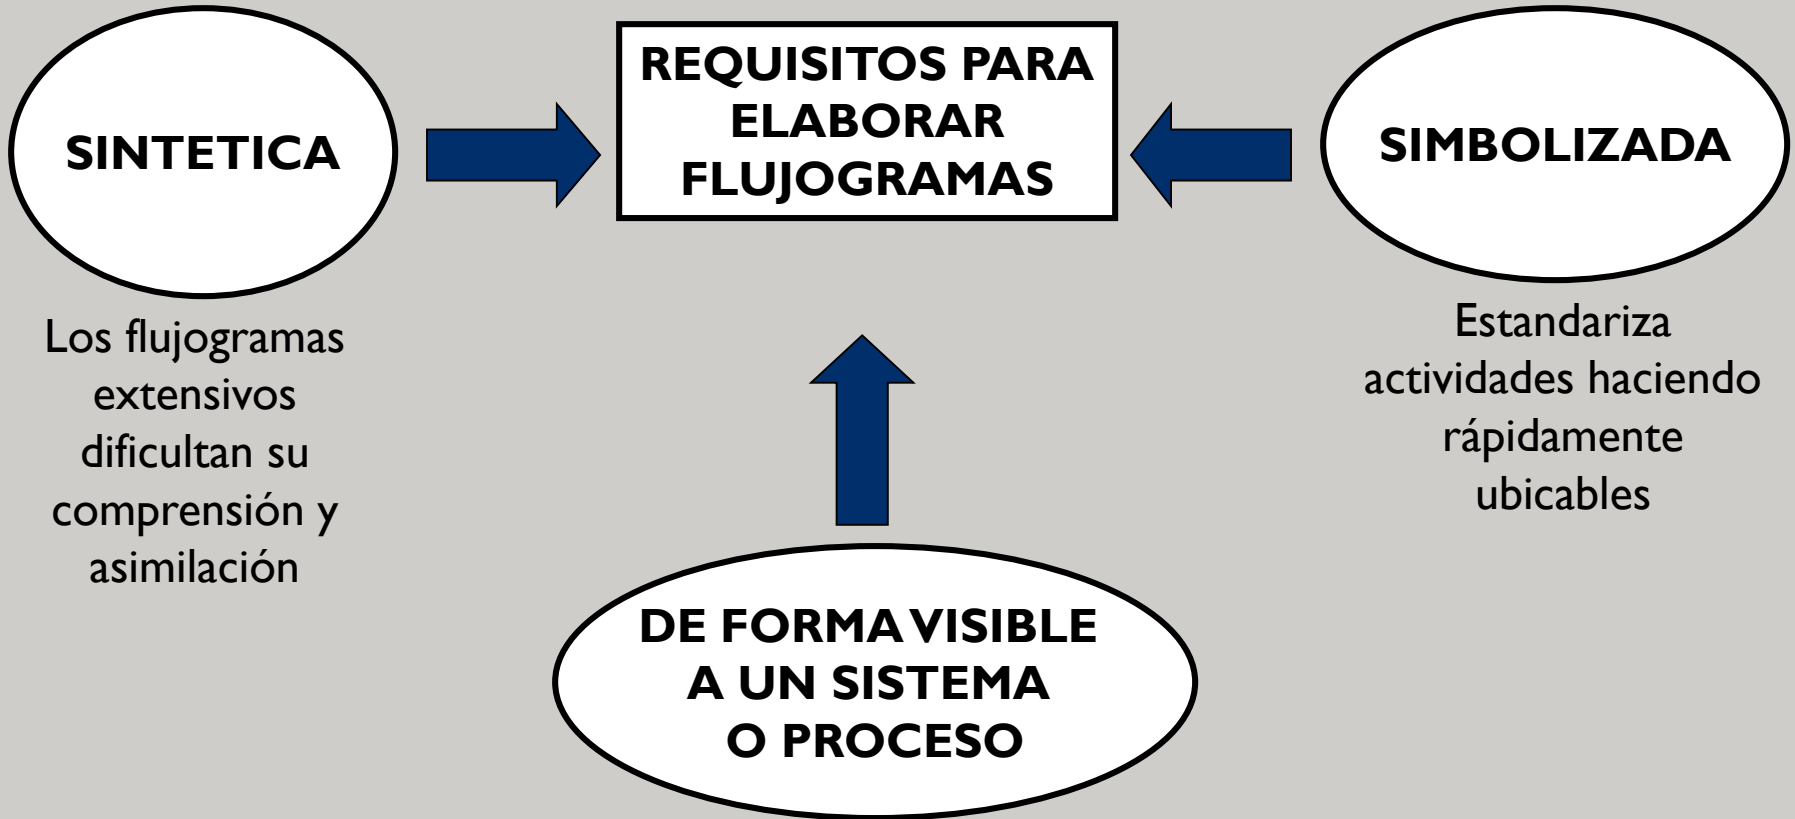 SINTETICA
REQUISITOS PARA
ELABORAR
FLUJOGRAMAS
SIMBOLIZADA
Los flujogramas
extensivos
dificultan su
comprensión y
asimilación
Estandariza
actividades haciendo
rápidamente
ubicables
DE FORMA VISIBLE
A UN SISTEMA
O PROCESO